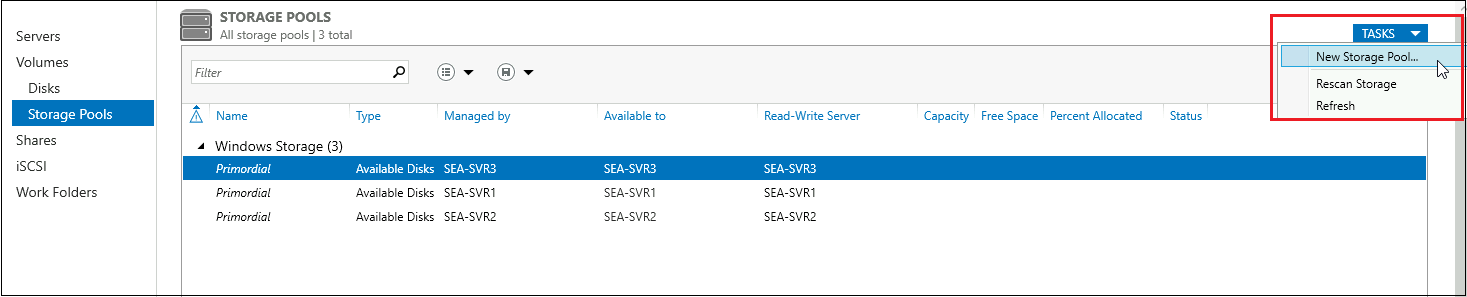 STORAGE POOLS
All storage pools | 3 total
TASKS
New Storage Pool...
Rescan Storage
Refresh
Servers
Volumes
Disks
Storage Pools
Shares
iSCSI
Work Folders
Filter
Name Type Managed by Available to Read-Write Server Capacity Free Space Percent Allocated Status
Windows Storage (3)
Primordial Available Disks SEA-SVR3 SEA-SVR3 SEA-SVR3
Primordial Available Disks SEA-SVR1 SEA-SVR1 SEA-SVR1
Primordial Available Disks SEA-SVR2 SEA-SVR2 SEA-SVR2